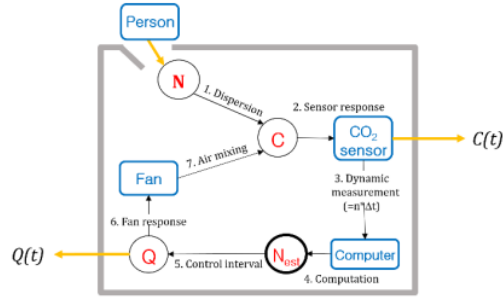 Person
N
1. Dispersion
2. Sensor response
C
CO₂
sensor
C(t)
7. Air mixing
3. Dynamic
measurement
(=n*Δt)
Fan
6. Fan response
Q(t)
Q
5. Control interval
Nest
4. Computation
Computer